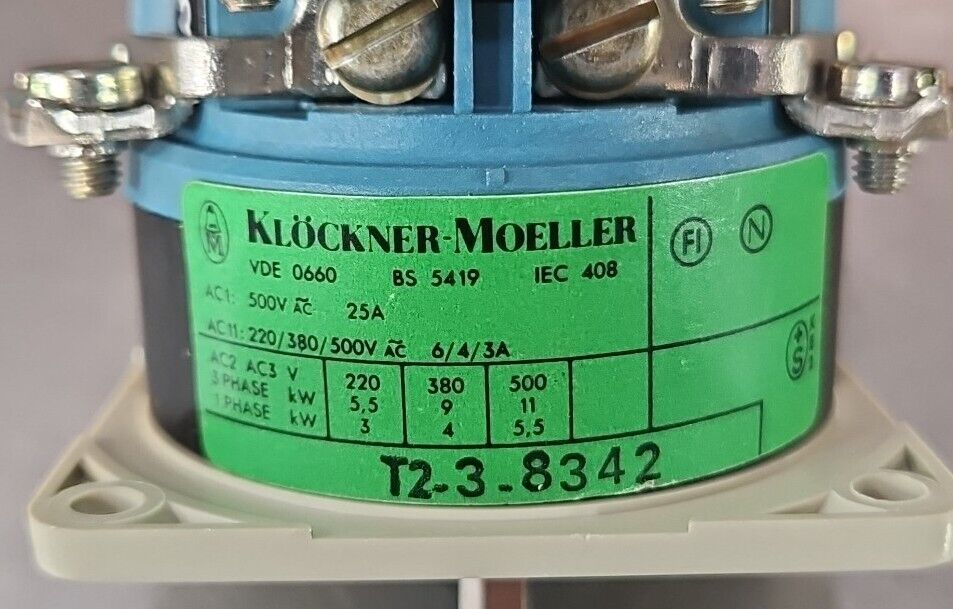 KLÖCKNER-MOELLER
VDE 0660 BS 5419 IEC 408
AC1: 500V AC 25A
AC11: 220/380/500V AC 6/4/3A
AC2 AC3 V 220 380 500
3 PHASE kW 5,5 9 11
1 PHASE kW 3 4 5,5
T2-3-8342
FI N
+S